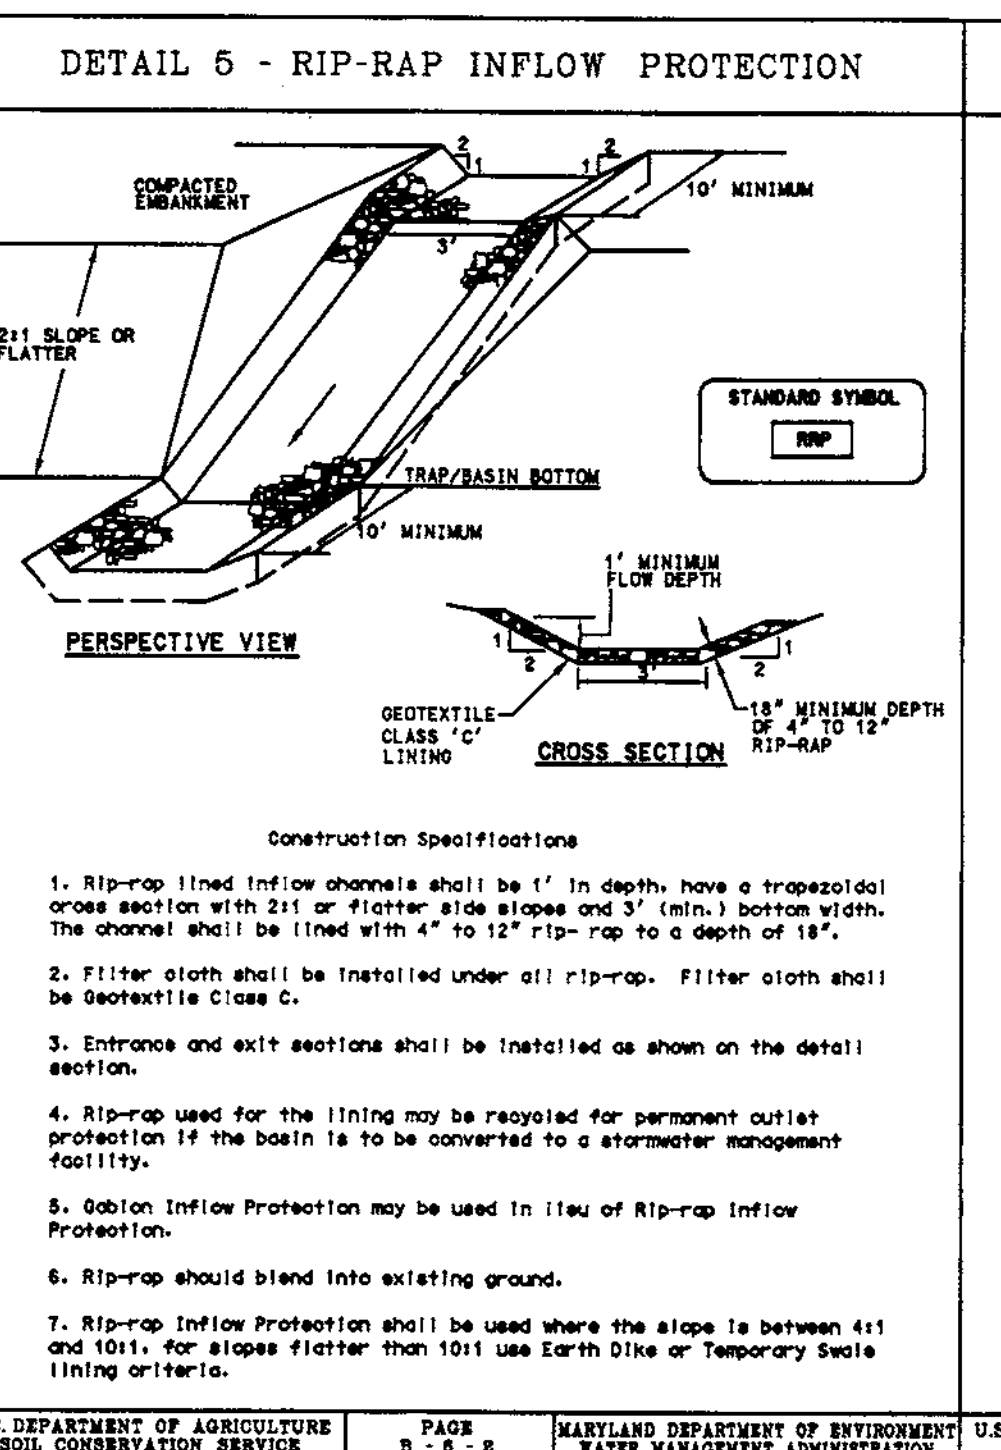 DETAIL 5 - RIP-RAP INFLOW PROTECTION
2
1
2
1
COMPACTED
EMBANKMENT
10' MINIMUM
3'
2:1 SLOPE OR
FLATTER
STANDARD SYMBOL
RRP
TRAP/BASIN BOTTOM
10' MINIMUM
1' MINIMUM
FLOW DEPTH
PERSPECTIVE VIEW
1
2
3'
1
2
GEOTEXTILE
CLASS 'C'
LINING
18" MINIMUM DEPTH
OF 4" TO 12"
RIP-RAP
CROSS SECTION
Construction Specifications
1. Rip-rap lined inflow channels shall be 1' in depth, have a trapezoidal
cross section with 2:1 or flatter side slopes and 3' (min.) bottom width.
The channel shall be lined with 4" to 12" rip- rap to a depth of 18".
2. Filter cloth shall be installed under all rip-rap. Filter cloth shall
be Geotextile Class C.
3. Entrance and exit sections shall be installed as shown on the detail
section.
4. Rip-rap used for the lining may be recycled for permanent outlet
protection if the basin is to be converted to a stormwater management
facility.
5. Gabion Inflow Protection may be used in lieu of Rip-rap Inflow
Protection.
6. Rip-rap should blend into existing ground.
7. Rip-rap Inflow Protection shall be used where the slope is between 4:1
and 10:1, for slopes flatter than 10:1 use Earth Dike or Temporary Swale
lining criteria.
. DEPARTMENT OF AGRICULTURE
SOIL CONSERVATION SERVICE
PAGE
B - 6 - 2
MARYLAND DEPARTMENT OF ENVIRONMENT
WATER MANAGEMENT ADMINISTRATION
U.S